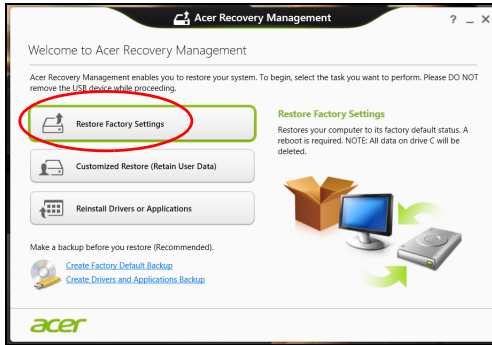 Acer Recovery Management
? _ X
Welcome to Acer Recovery Management
Acer Recovery Management enables you to restore your system. To begin, select the task you want to perform. Please DO NOT
remove the USB device while proceeding.
Restore Factory Settings
Customized Restore (Retain User Data)
Reinstall Drivers or Applications
Restore Factory Settings
Restores your computer to its factory default status. A
reboot is required. NOTE: All data on drive C will be
deleted.
Make a backup before you restore (Recommended).
Create Factory Default Backup
Create Drivers and Applications Backup
acer